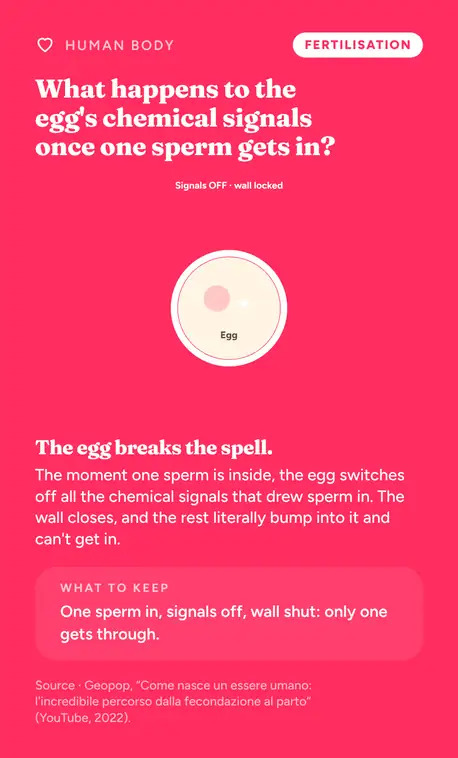 HUMAN BODY
FERTILISATION
What happens to the
egg's chemical signals
once one sperm gets in?
Signals OFF · wall locked
Egg
The egg breaks the spell.
The moment one sperm is inside, the egg switches
off all the chemical signals that drew sperm in. The
wall closes, and the rest literally bump into it and
can't get in.
WHAT TO KEEP
One sperm in, signals off, wall shut: only one
gets through.
Source · Geopop, “Come nasce un essere umano:
l'incredibile percorso dalla fecondazione al parto”
(YouTube, 2022).